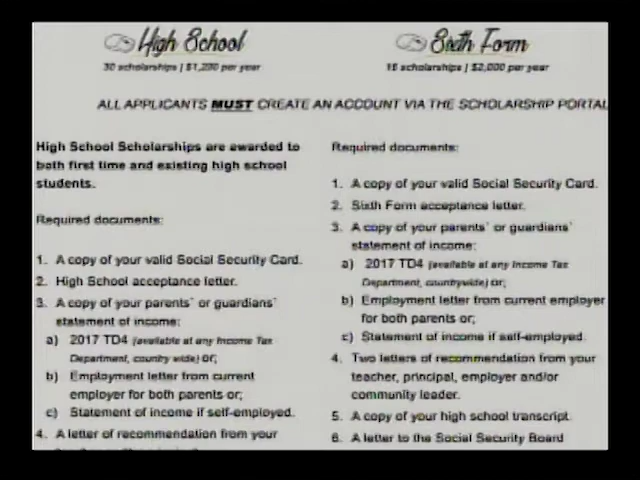 High School
30 scholarships | $1,200 per year
Sixth Form
15 scholarships | $2,000 per year
ALL APPLICANTS MUST CREATE AN ACCOUNT VIA THE SCHOLARSHIP PORTAL
High School Scholarships are awarded to
both first time and existing high school
students.
Required documents:
1. A copy of your valid Social Security Card.
2. High School acceptance letter.
3. A copy of your parents` or guardians`
statement of income:
a) 2017 TD4 (available at any Income Tax
Department, country wide) or;
b) Employment letter from current
employer for both parents or;
c) Statement of income if self-employed.
4. A letter of recommendation from your
Required documents:
1. A copy of your valid Social Security Card.
2. Sixth Form acceptance letter.
3. A copy of your parents` or guardians`
statement of income:
a) 2017 TD4 (available at any Income Tax
Department, countrywide) or;
b) Employment letter from current employer
for both parents or;
c) Statement of income if self-employed.
4. Two letters of recommendation from your
teacher, principal, employer and/or
community leader.
5. A copy of your high school transcript
6. A letter to the Social Security Board